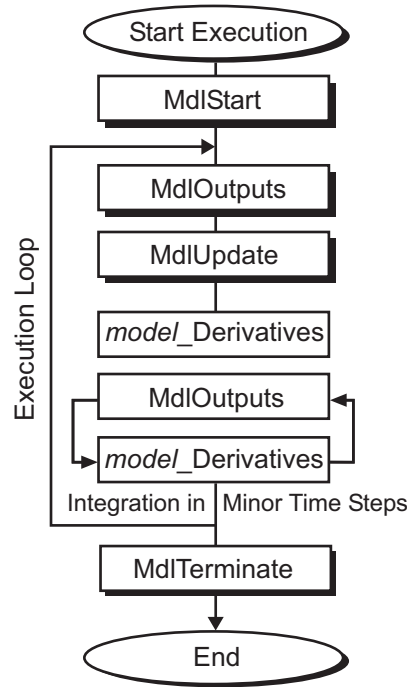 Start Execution
MdlStart
MdlOutputs
MdlUpdate
model_Derivatives
MdlOutputs
model_Derivatives
Integration in Minor Time Steps
Execution Loop
MdlTerminate
End